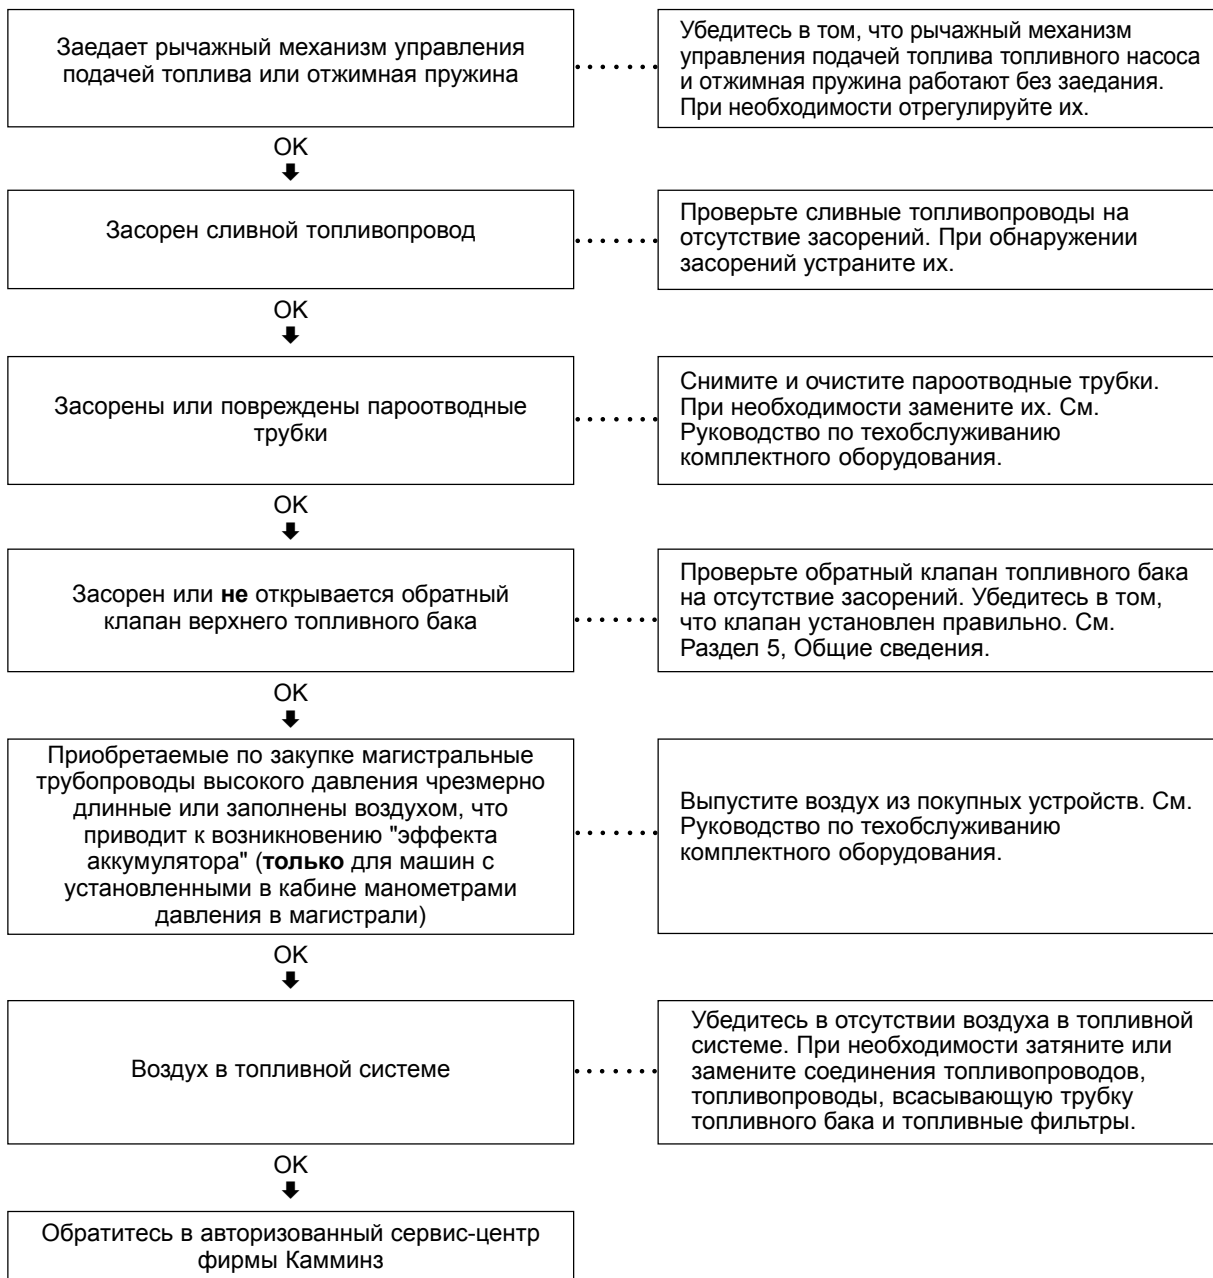 Заедает рычажный механизм управления
подачей топлива или отжимная пружина
Убедитесь в том, что рычажный механизм
управления подачей топлива топливного насоса
и отжимная пружина работают без заедания.
При необходимости отрегулируйте их.
OK
Засорен сливной топливопровод
Проверьте сливные топливопроводы на
отсутствие засорений. При обнаружении
засорений устраните их.
OK
Засорены или повреждены пароотводные
трубки
Снимите и очистите пароотводные трубки.
При необходимости замените их. См.
Руководство по техобслуживанию
комплектного оборудования.
OK
Засорен или не открывается обратный
клапан верхнего топливного бака
Проверьте обратный клапан топливного бака
на отсутствие засорений. Убедитесь в том,
что клапан установлен правильно. См.
Раздел 5, Общие сведения.
OK
Приобретаемые по закупке магистральные
трубопроводы высокого давления чрезмерно
длинные или заполнены воздухом, что
приводит к возникновению "эффекта
аккумулятора" (только для машин с
установленными в кабине манометрами
давления в магистрали)
Выпустите воздух из покупных устройств. См.
Руководство по техобслуживанию
комплектного оборудования.
OK
Воздух в топливной системе
Убедитесь в отсутствии воздуха в топливной
системе. При необходимости затяните или
замените соединения топливопроводов,
топливопроводы, всасывающую трубку
топливного бака и топливные фильтры.
OK
Обратитесь в авторизованный сервис-центр
фирмы Камминз